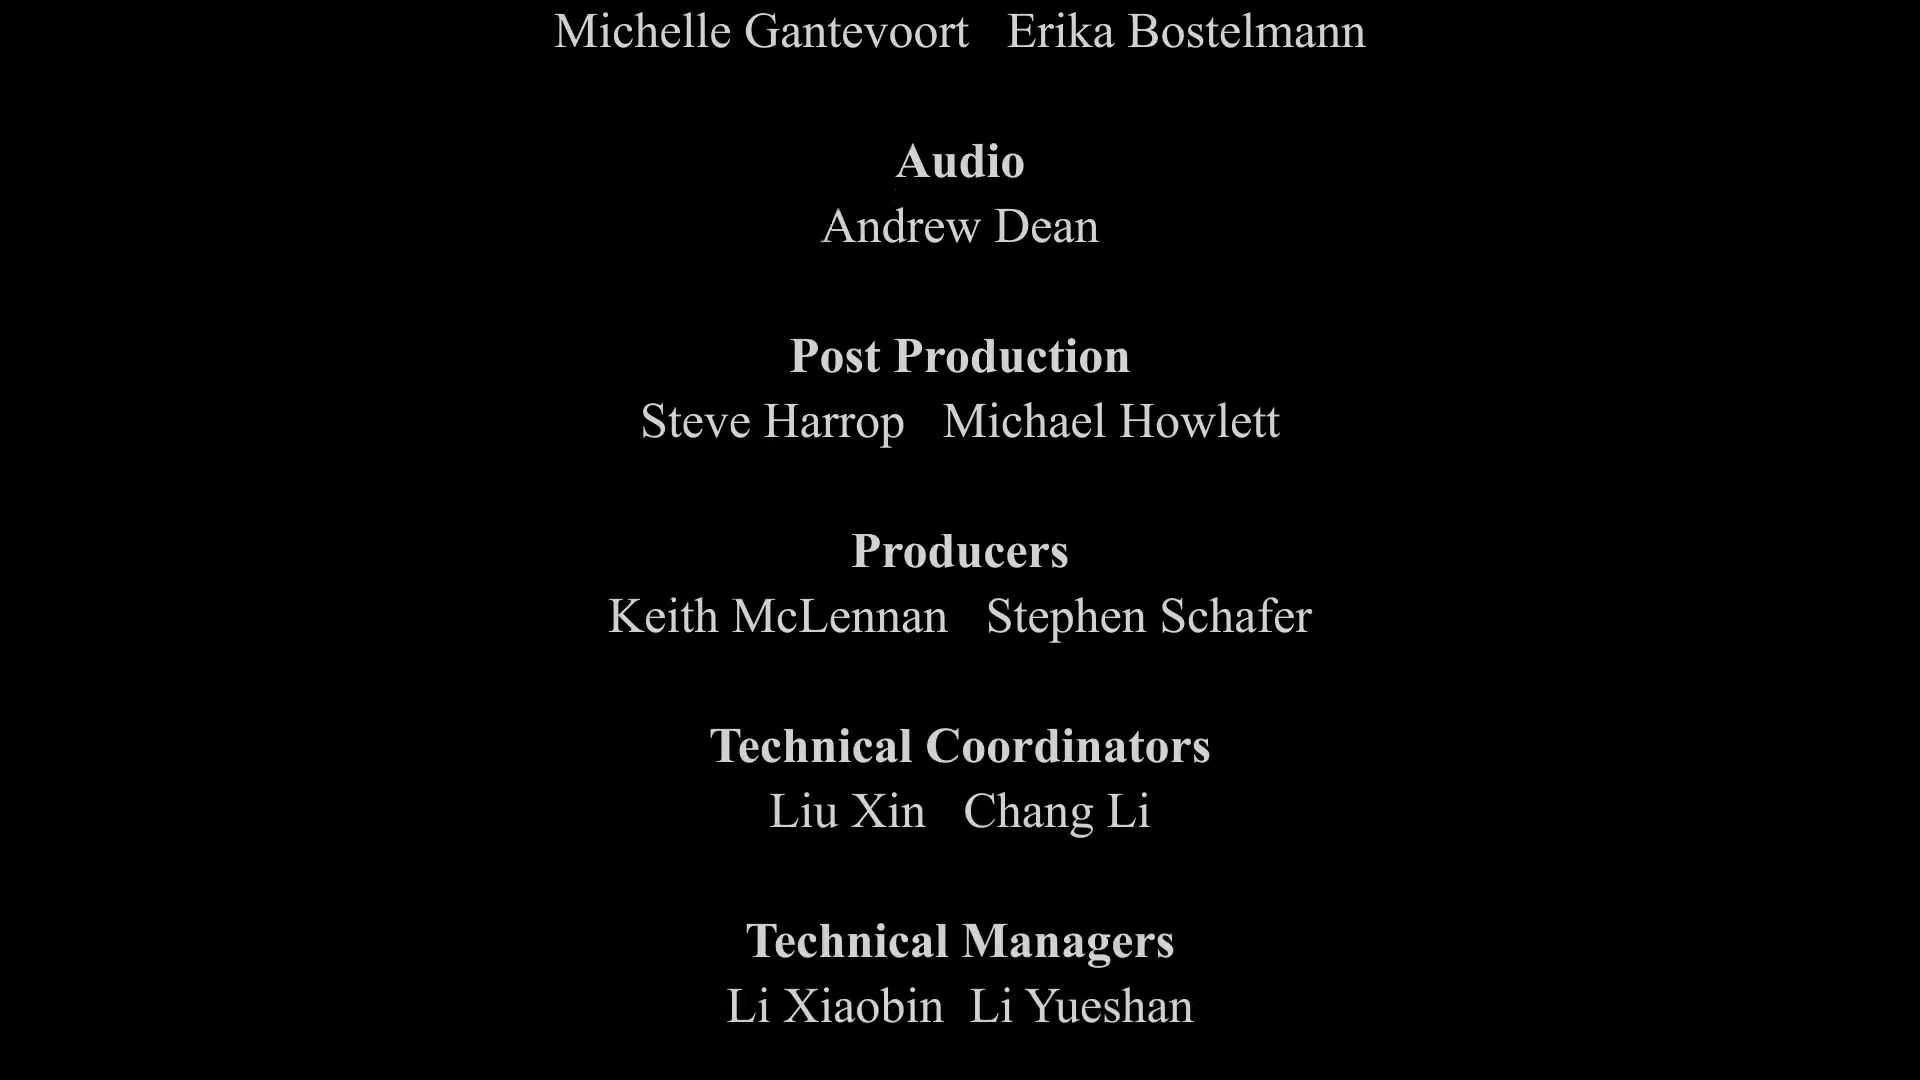 Michelle Gantevoort   Erika Bostelmann
Audio
Andrew Dean
Post Production
Steve Harrop   Michael Howlett
Producers
Keith McLennan   Stephen Schafer
Technical Coordinators
Liu Xin   Chang Li
Technical Managers
Li Xiaobin  Li Yueshan